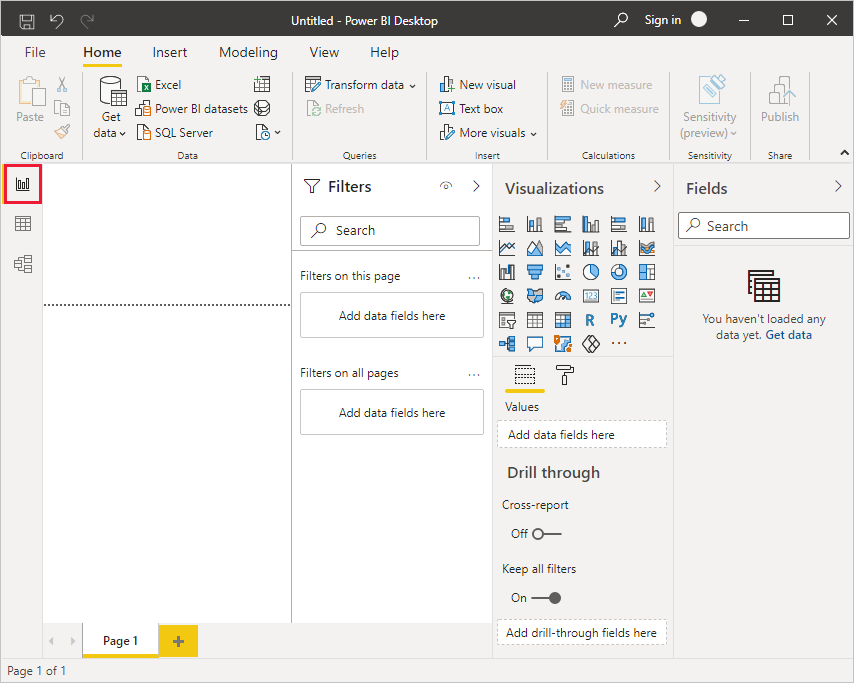 Untitled - Power BI Desktop
Sign in
File
Home
Insert
Modeling
View
Help
Paste
Clipboard
Get
data
Excel
Power BI datasets
SQL Server
Data
Transform data
Refresh
Queries
New visual
Text box
More visuals
Insert
New measure
Quick measure
Calculations
Sensitivity
(preview)
Sensitivity
Publish
Share
Filters
Search
Filters on this page
...
Add data fields here
Filters on all pages
...
Add data fields here
Visualizations
123
R
Py
...
Values
Add data fields here
Drill through
Cross-report
Off
Keep all filters
On
Add drill-through fields here
Fields
Search
You haven't loaded any
data yet. Get data
Page 1
+
Page 1 of 1